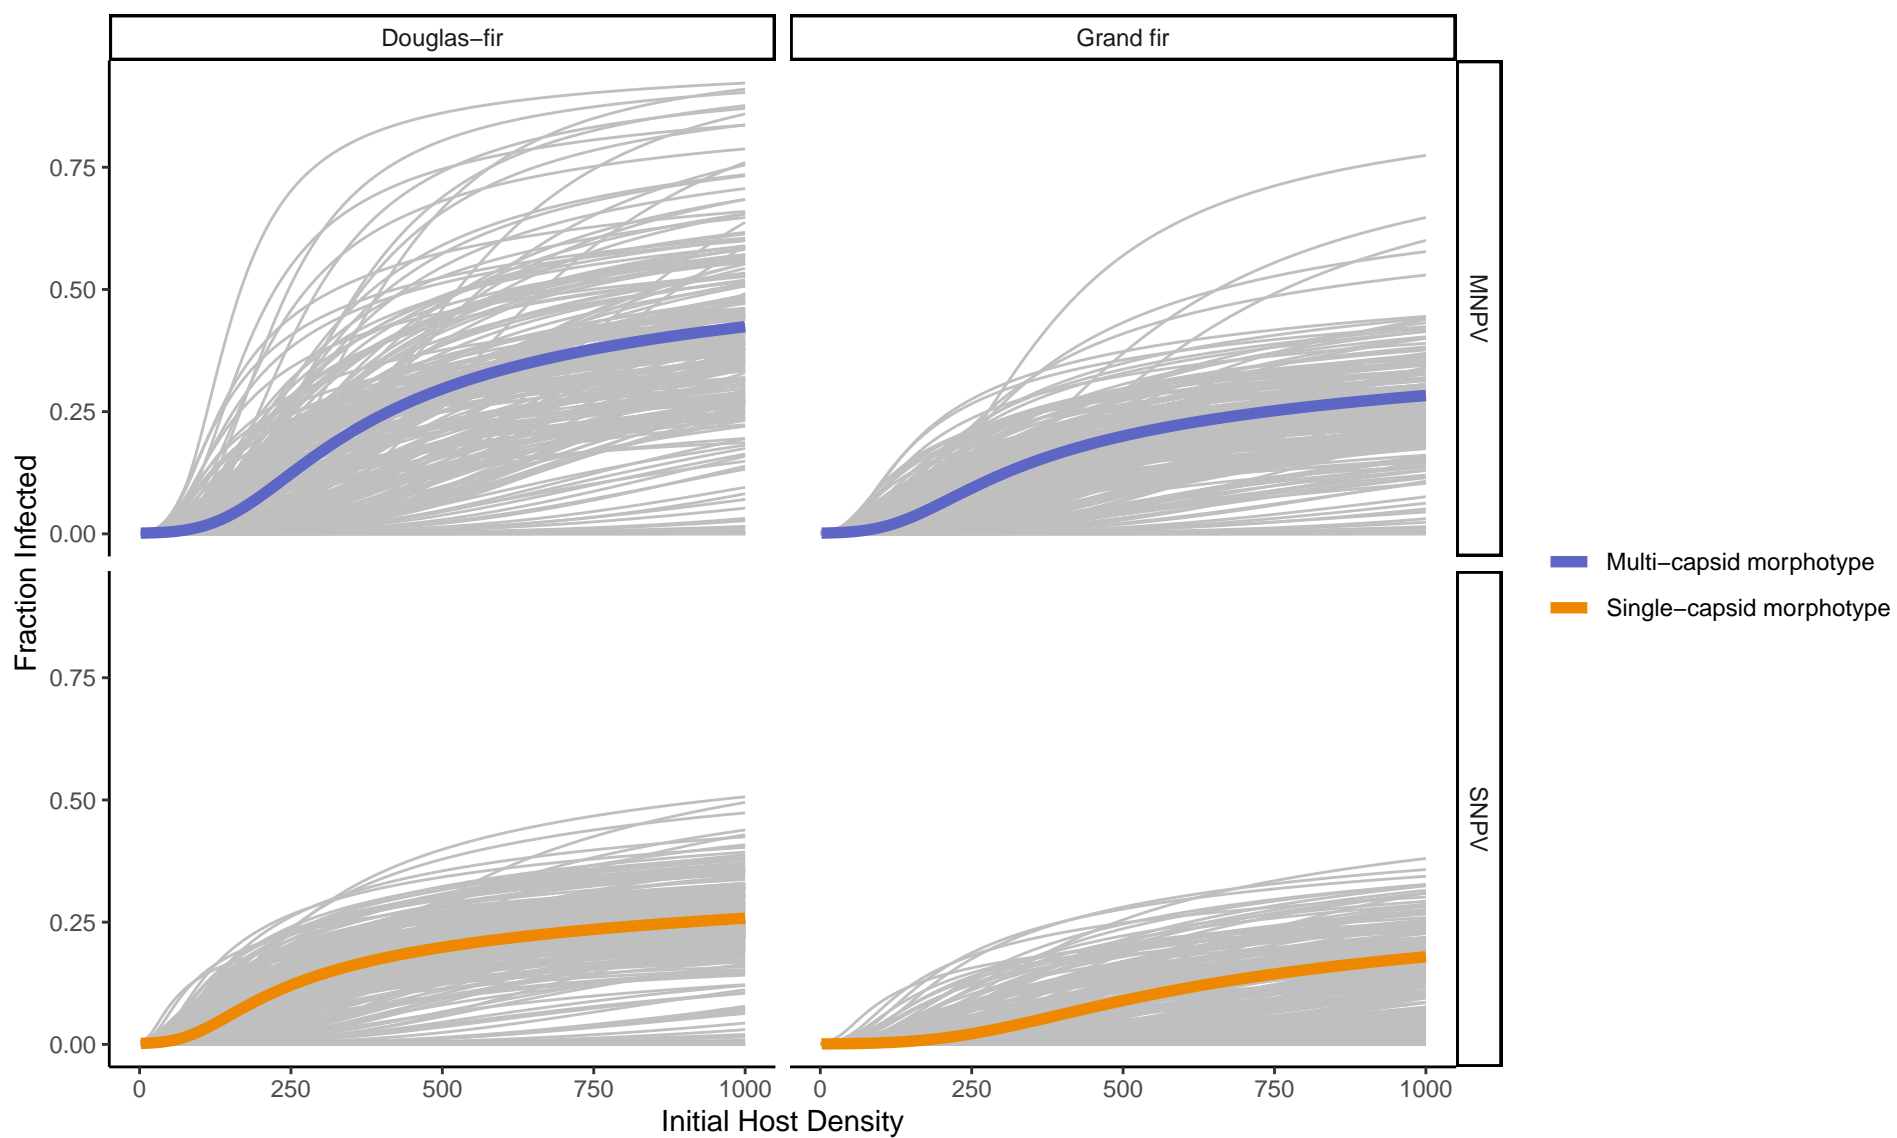 Douglas–fir
Grand fir
0.75
0.50
0.25
0.00
MNPV
Fraction Infected
Multi–capsid morphotype
Single–capsid morphotype
0.75
0.50
0.25
0.00
SNPV
0
250
500
750
1000
0
250
500
750
1000
Initial Host Density